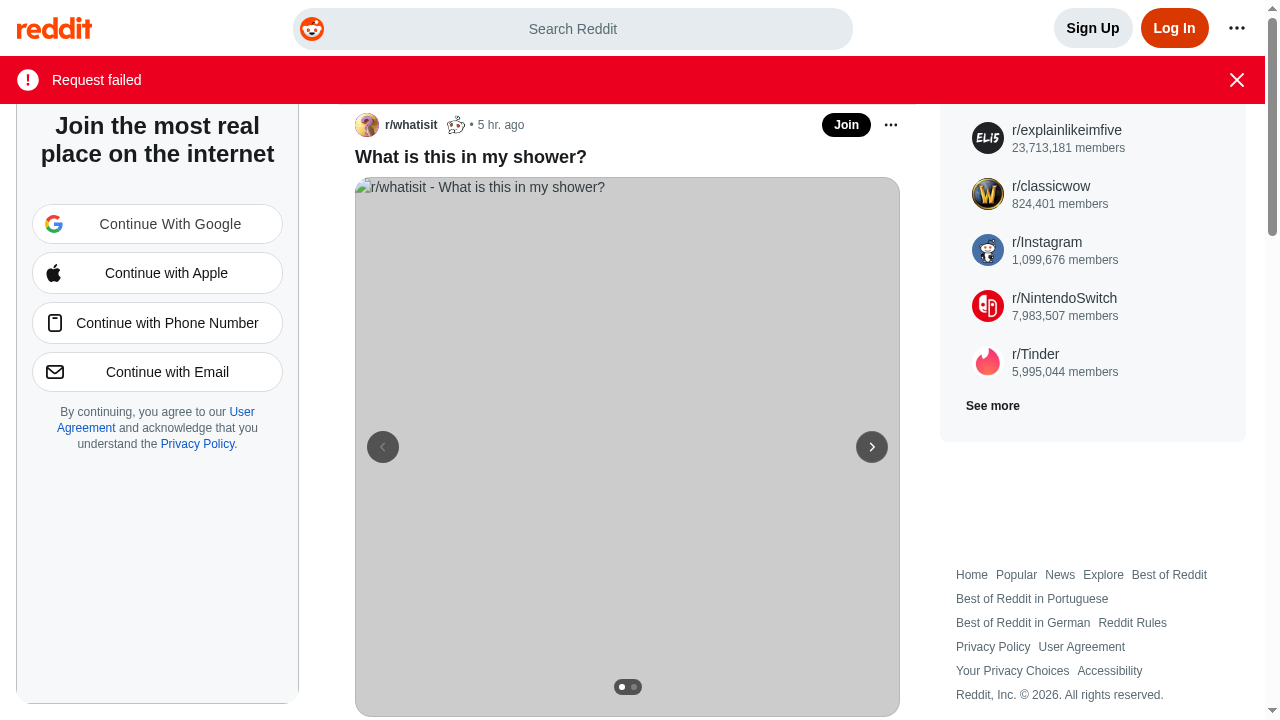 reddit
Search Reddit
Sign Up
Log In
Request failed
Join the most real
place on the internet
Continue With Google
Continue with Apple
Continue with Phone Number
Continue with Email
By continuing, you agree to our User
Agreement and acknowledge that you
understand the Privacy Policy.
r/whatisit
• 5 hr. ago
Join
What is this in my shower?
r/whatisit - What is this in my shower?
ELI5
r/explainlikeimfive
23,713,181 members
W
r/classicwow
824,401 members
r/Instagram
1,099,676 members
r/NintendoSwitch
7,983,507 members
r/Tinder
5,995,044 members
See more
Home Popular News Explore Best of Reddit
Best of Reddit in Portuguese
Best of Reddit in German Reddit Rules
Privacy Policy User Agreement
Your Privacy Choices Accessibility
Reddit, Inc. © 2026. All rights reserved.